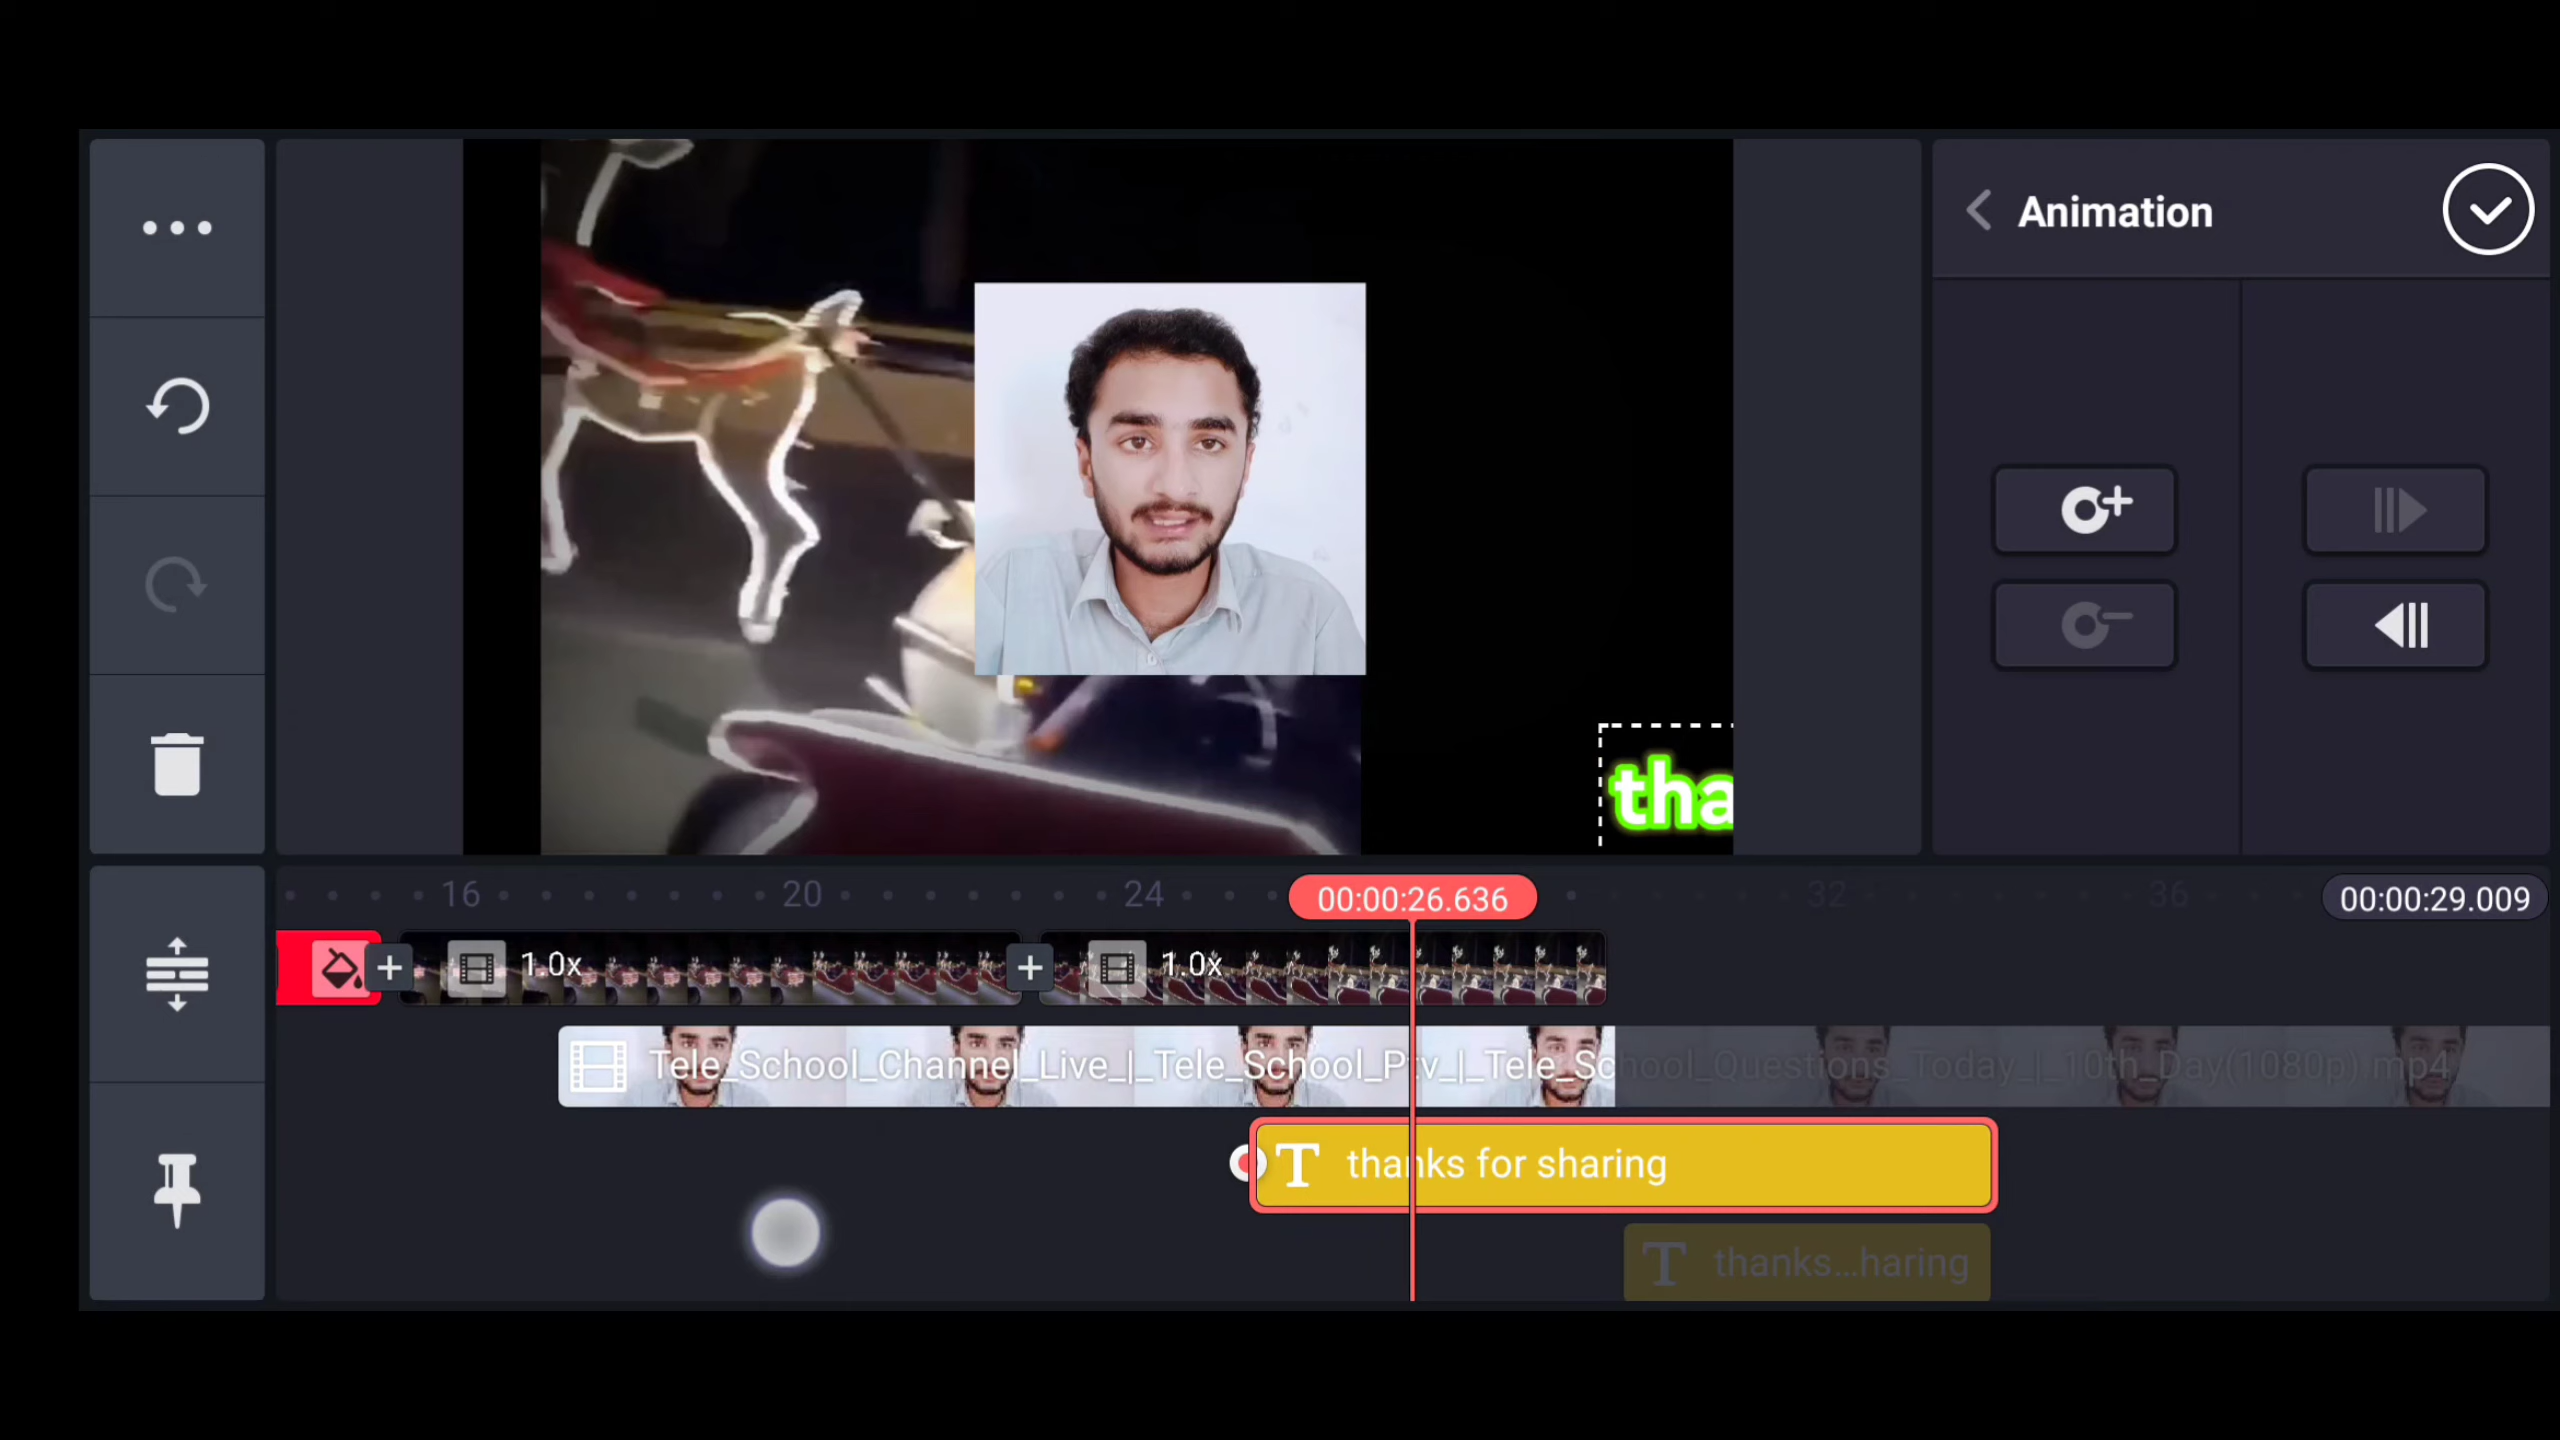 Animation
tha
16
20
24
00:00:26.636
32
36
00:00:29.009
1.0x
1.0x
Tele_School_Channel_Live_|_Tele_School_Ptv_|_Tele_School_Questions_Today_|_10th_Day(1080p).mp4
T thanks for sharing
T thanks...haring